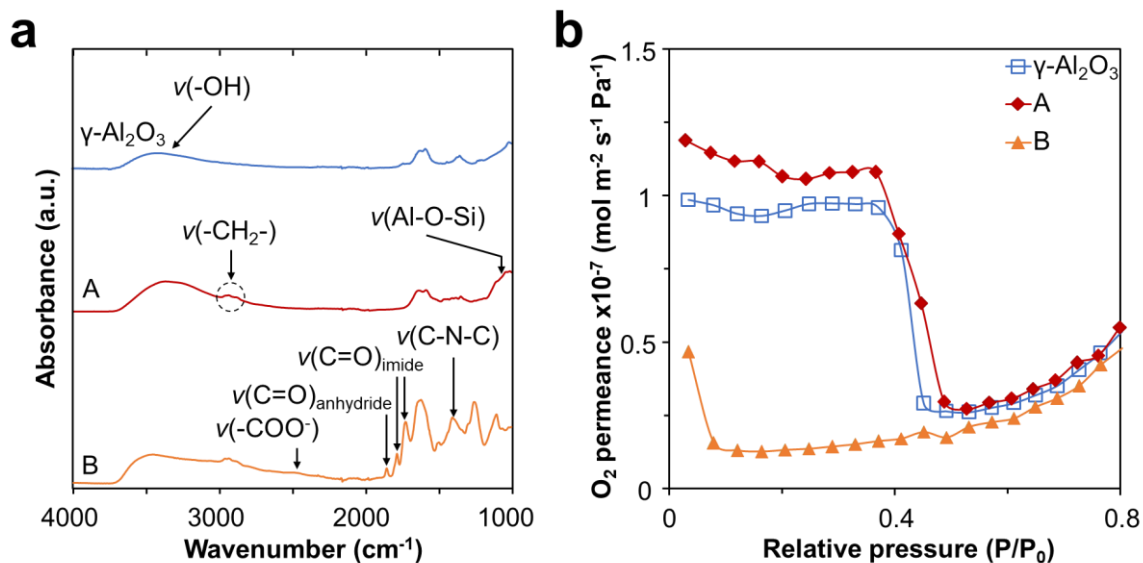 a
ν(-OH)
γ-Al₂O₃
ν(-CH₂-)
ν(Al-O-Si)
A
ν(C-N-C)
ν(C=O)imide
ν(C=O)anhydride
ν(-COO⁻)
B
Absorbance (a.u.)
4000 3000 2000 1000
Wavenumber (cm⁻¹)
b
1.5
1
0.5
0
γ-Al₂O₃
A
B
O₂ permeance x10⁻⁷ (mol m⁻² s⁻¹ Pa⁻¹)
0 0.4 0.8
Relative pressure (P/P₀)